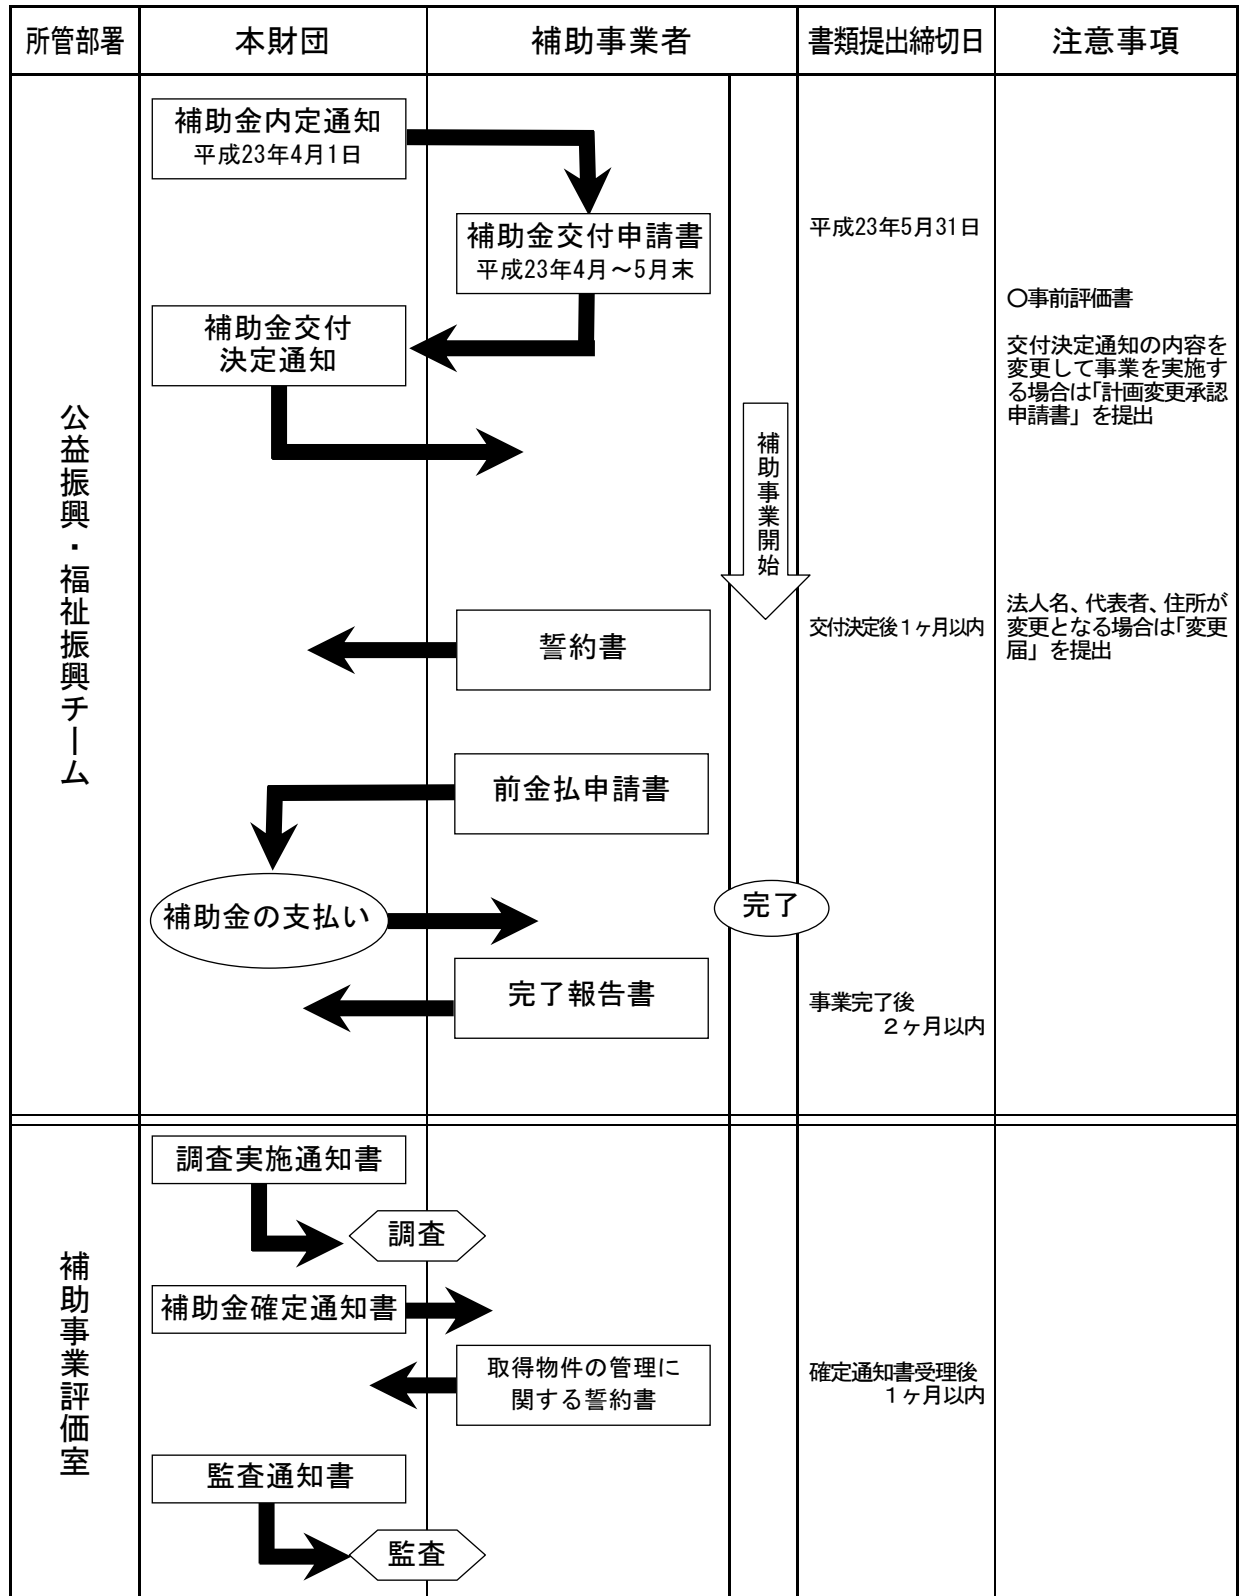 所管部署
本財団
補助事業者
書類提出締切日
注意事項
公益振興・福祉振興チーム
補助金内定通知
平成23年4月1日
補助金交付申請書
平成23年4月～5月末
平成23年5月31日
〇事前評価書
補助金交付
決定通知
交付決定通知の内容を
変更して事業を実施す
る場合は「計画変更承認
申請書」を提出
補助事業開始
誓約書
交付決定後１ヶ月以内
法人名、代表者、住所が
変更となる場合は「変更
届」を提出
前金払申請書
補助金の支払い
完了
完了報告書
事業完了後
２ヶ月以内
補助事業評価室
調査実施通知書
調査
補助金確定通知書
取得物件の管理に
関する誓約書
確定通知書受理後
１ヶ月以内
監査通知書
監査